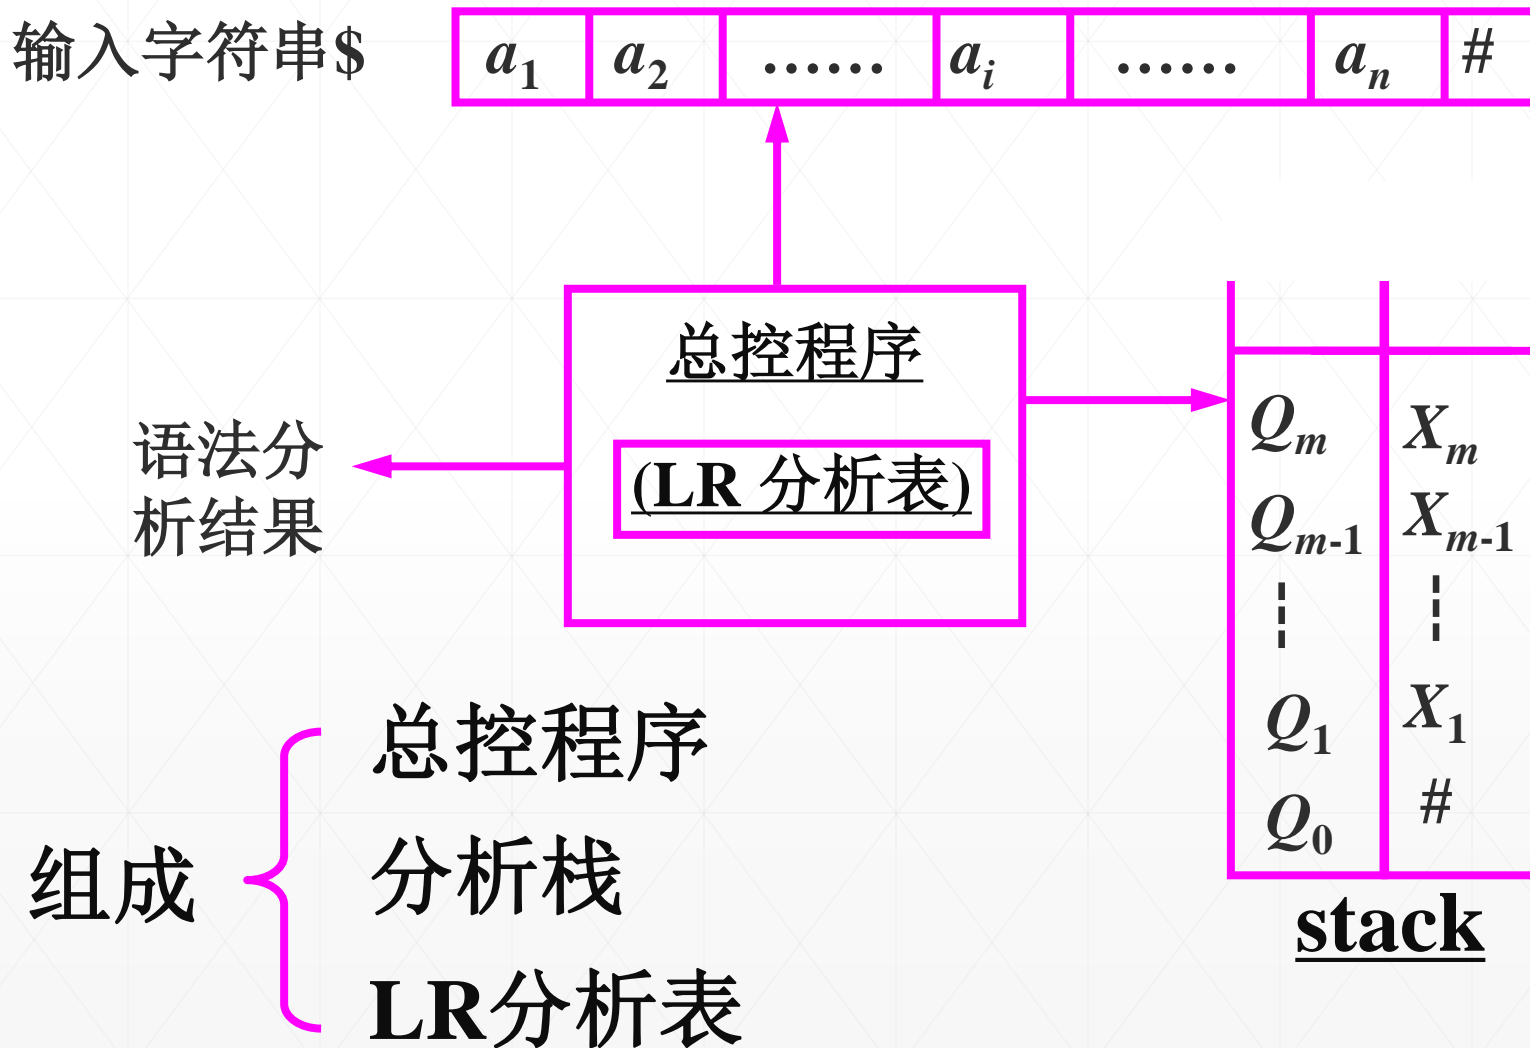 输入字符串$ a₁ a₂ …… aᵢ …… aₙ #
总控程序
(LR 分析表)
语法分
析结果
Qₘ Xₘ
Qₘ₋₁ Xₘ₋₁
Q₁ X₁
Q₀ #
stack
组成
总控程序
分析栈
LR分析表